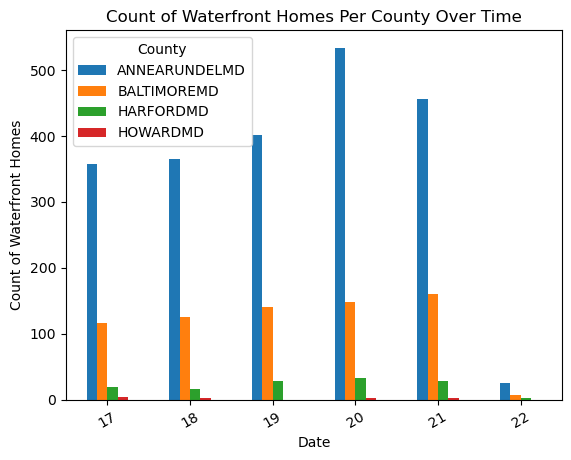 Count of Waterfront Homes Per County Over Time
County
ANNEARUNDELMD
BALTIMOREMD
HARFORDMD
HOWARDMD
Count of Waterfront Homes
500
400
300
200
100
0
17
18
19
20
21
22
Date